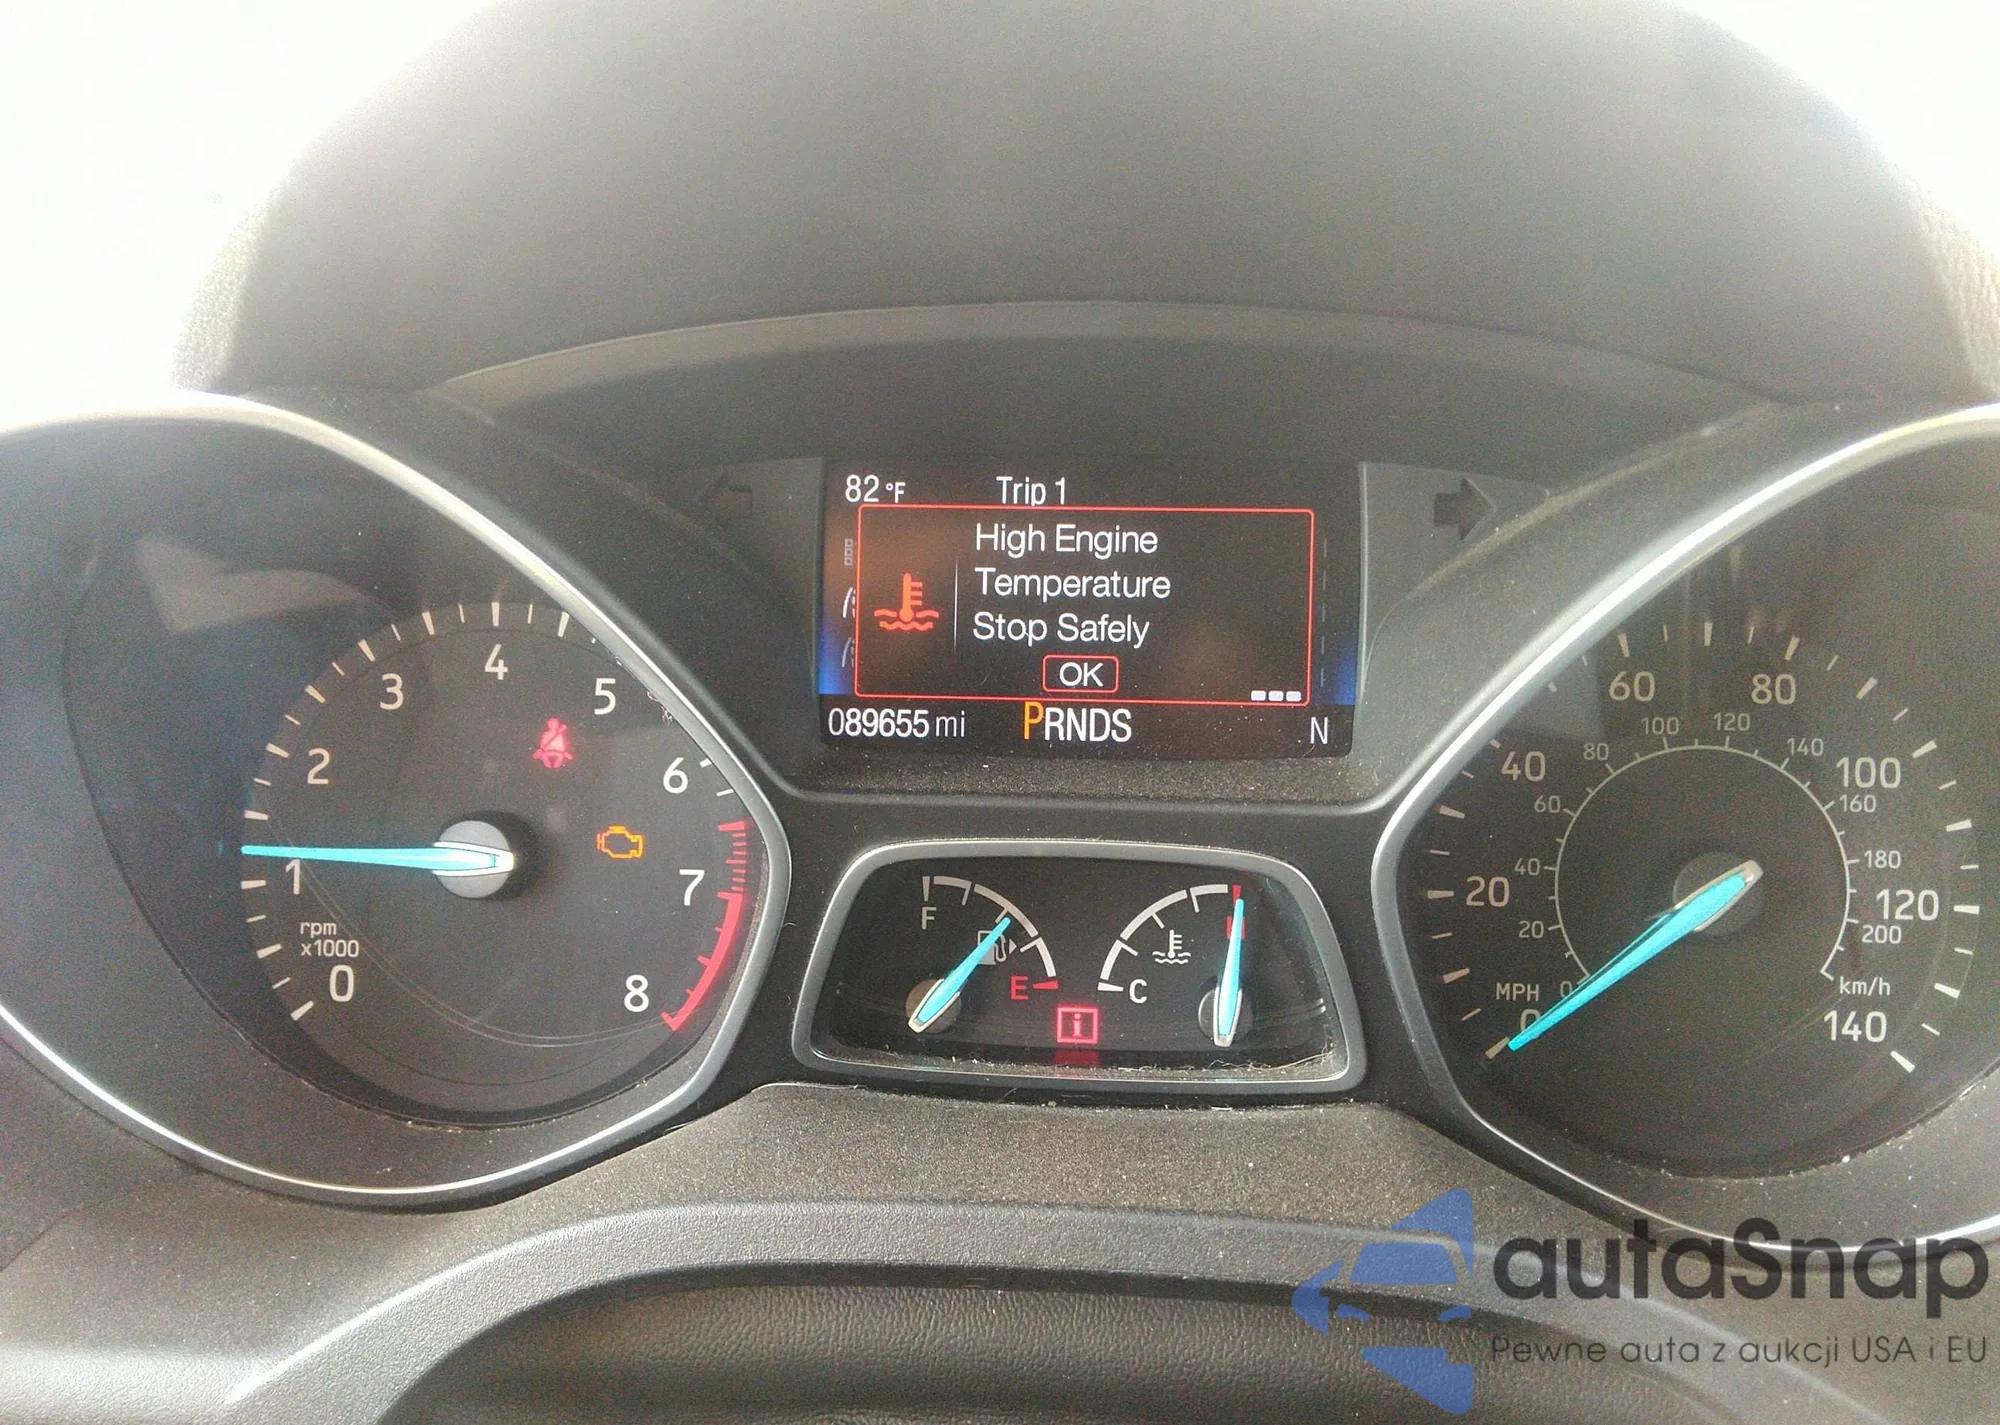 82 °F Trip 1
High Engine
Temperature
Stop Safely
OK
089655 mi PRNDS N
0
1
2
3
4
5
6
7
8
rpm
x1000
F
E
C
i
MPH
0
20
40
60
80
100
120
140
0
20
40
60
80
100
120
140
160
180
200
km/h
autaSnap
Pewne auta z aukcji USA i EU